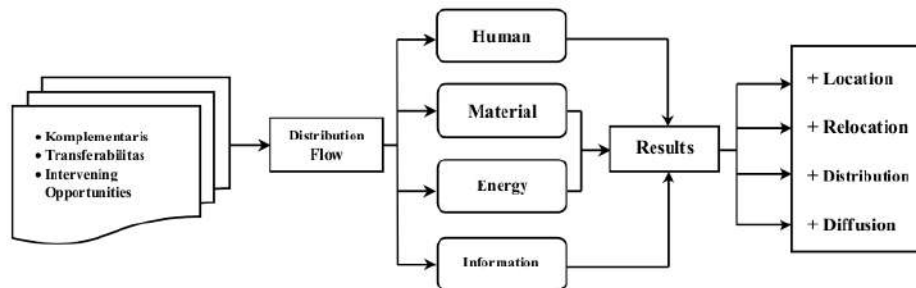 • Komplementaris
• Transferabilitas
• Intervening
Opportunities
Distribution
Flow
Human
Material
Energy
Information
Results
+ Location
+ Relocation
+ Distribution
+ Diffusion